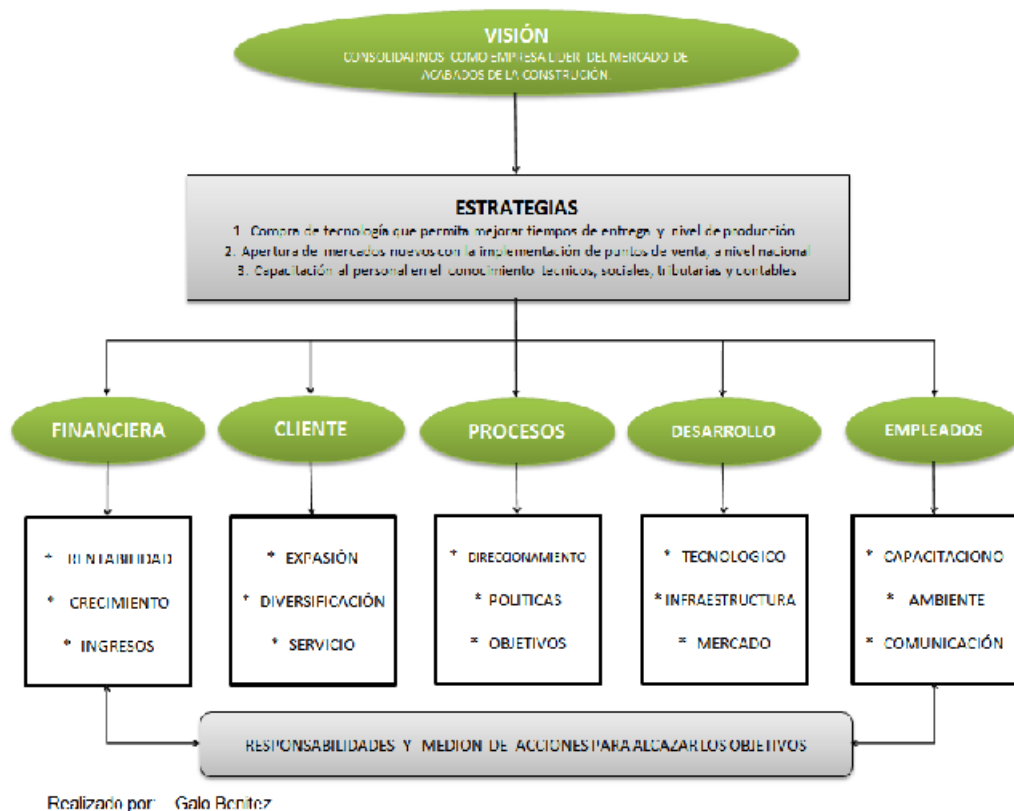 VISIÓN
CONSOLIDARNOS COMO EMPRESA LIDER DEL MERCADO DE
ACABADOS DE LA CONSTRUCIÓN.
ESTRATEGIAS
1. Compra de tecnología que permita mejorar tiempos de entrega y nivel de producción
2. Apertura de mercados nuevos con la implementación de puntos de venta, a nivel nacional
3. Capacitación al personal en el conocimiento tecnicos, sociales, tributarias y contables
FINANCIERA
CLIENTE
PROCESOS
DESARROLLO
EMPLEADOS
* RENTABILIDAD
* CRECIMIENTO
* INGRESOS
* EXPASIÓN
* DIVERSIFICACIÓN
* SERVICIO
* DIRECCIONAMIENTO
* POLITICAS
* OBJETIVOS
* TECNOLOGICO
* INFRAESTRUCTURA
* MERCADO
* CAPACITACIONO
* AMBIENTE
* COMUNICACIÓN
RESPONSABILIDADES Y MEDION DE ACCIONES PARA ALCAZAR LOS OBJETIVOS
Realizado por: Galo Benitez